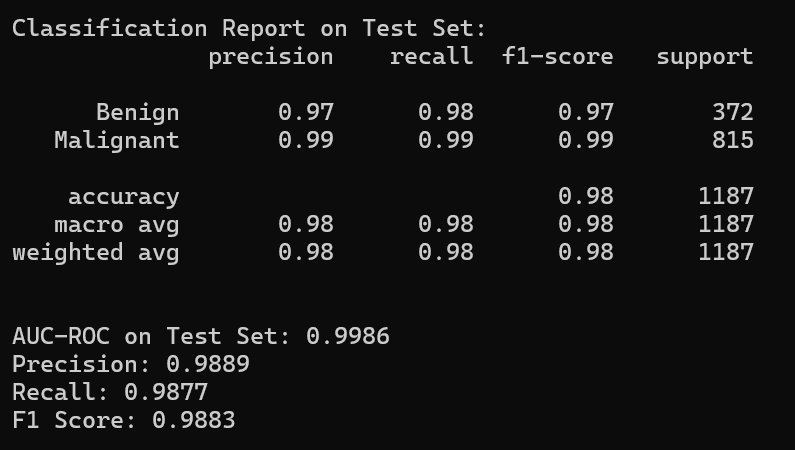 Classification Report on Test Set:
precision recall f1-score support
Benign 0.97 0.98 0.97 372
Malignant 0.99 0.99 0.99 815
accuracy 0.98 1187
macro avg 0.98 0.98 0.98 1187
weighted avg 0.98 0.98 0.98 1187
AUC-ROC on Test Set: 0.9986
Precision: 0.9889
Recall: 0.9877
F1 Score: 0.9883